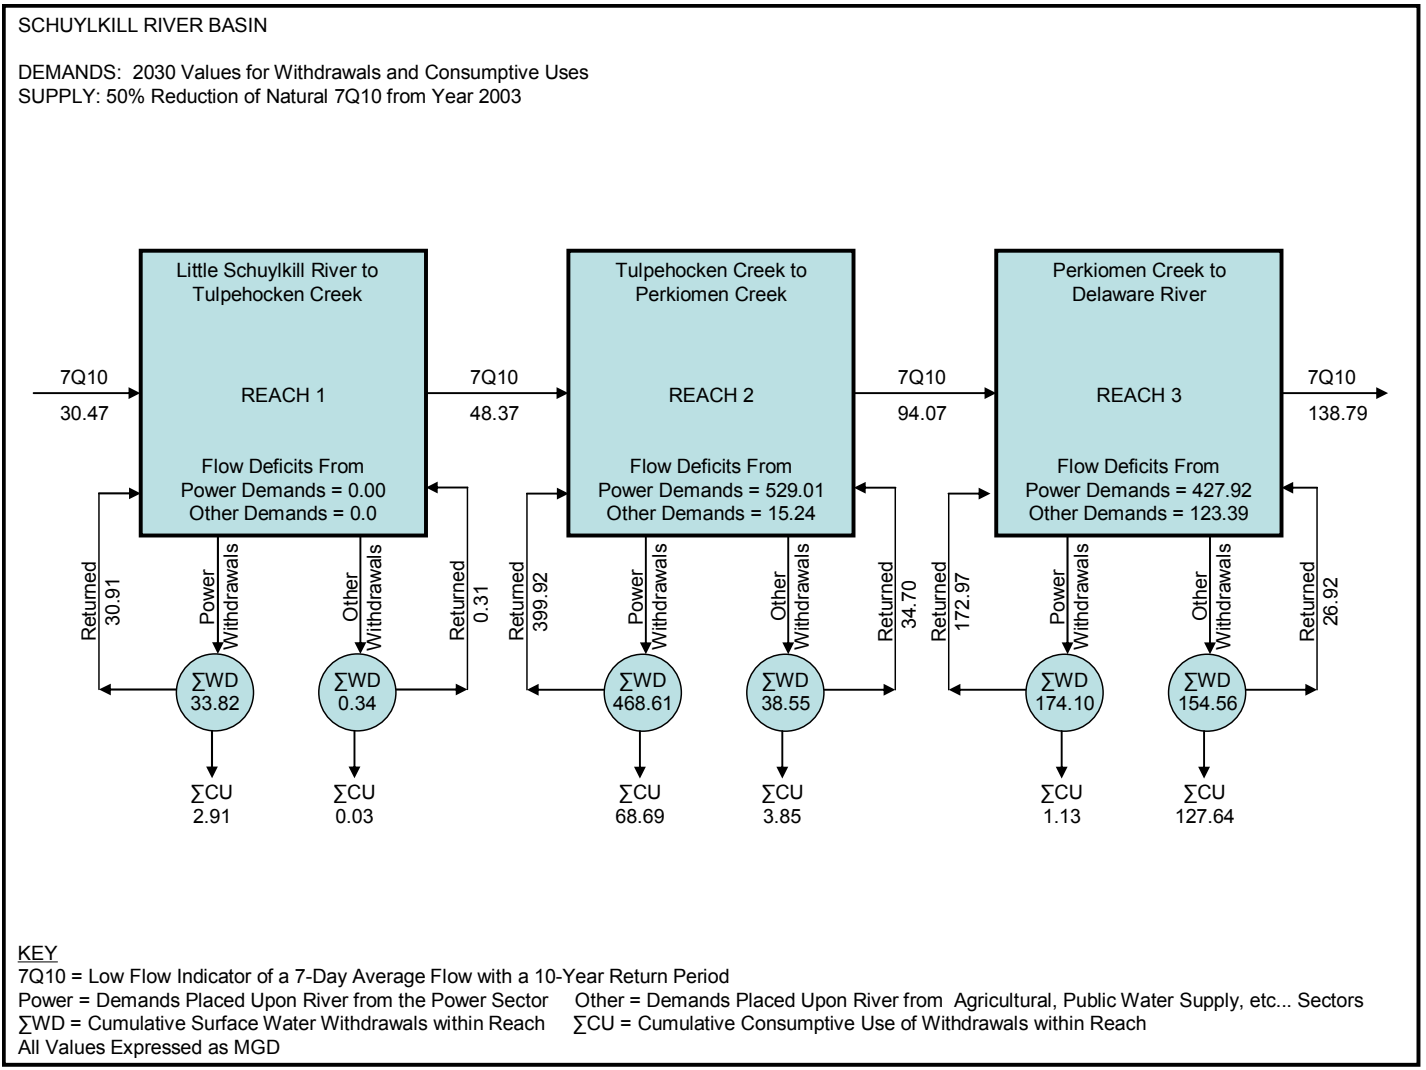 SCHUYLKILL RIVER BASIN
DEMANDS: 2030 Values for Withdrawals and Consumptive Uses
SUPPLY: 50% Reduction of Natural 7Q10 from Year 2003
Little Schuylkill River to
Tulpehocken Creek
REACH 1
Flow Deficits From
Power Demands = 0.00
Other Demands = 0.0
Tulpehocken Creek to
Perkiomen Creek
REACH 2
Flow Deficits From
Power Demands = 529.01
Other Demands = 15.24
Perkiomen Creek to
Delaware River
REACH 3
Flow Deficits From
Power Demands = 427.92
Other Demands = 123.39
7Q10
30.47
7Q10
48.37
7Q10
94.07
7Q10
138.79
Returned
30.91
Power
Withdrawals
Other
Withdrawals
Returned
0.31
Returned
399.92
Power
Withdrawals
Other
Withdrawals
Returned
34.70
Returned
172.97
Power
Withdrawals
Other
Withdrawals
Returned
26.92
∑WD
33.82
∑WD
0.34
∑WD
468.61
∑WD
38.55
∑WD
174.10
∑WD
154.56
∑CU
2.91
∑CU
0.03
∑CU
68.69
∑CU
3.85
∑CU
1.13
∑CU
127.64
KEY
7Q10 = Low Flow Indicator of a 7-Day Average Flow with a 10-Year Return Period
Power = Demands Placed Upon River from the Power Sector Other = Demands Placed Upon River from Agricultural, Public Water Supply, etc... Sectors
∑WD = Cumulative Surface Water Withdrawals within Reach ∑CU = Cumulative Consumptive Use of Withdrawals within Reach
All Values Expressed as MGD